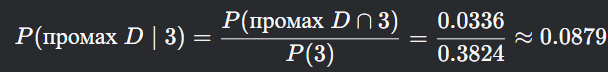 P(промах D | 3) = P(промах D ∩ 3) / P(3) = 0.0336 / 0.3824 ≈ 0.0879